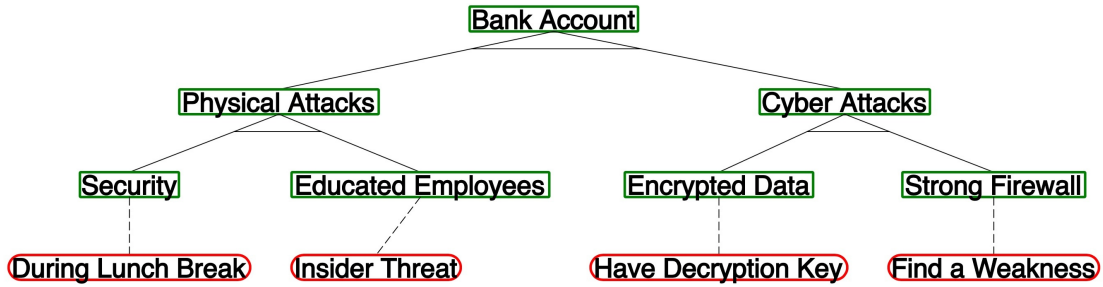 Bank Account
Physical Attacks
Cyber Attacks
Security
Educated Employees
Encrypted Data
Strong Firewall
During Lunch Break
Insider Threat
Have Decryption Key
Find a Weakness